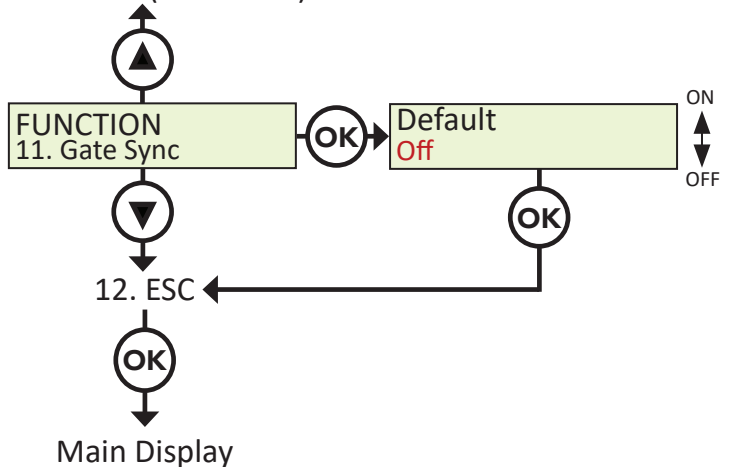 FUNCTION
11. Gate Sync
OK
Default
Off
ON
OFF
OK
12. ESC
OK
Main Display